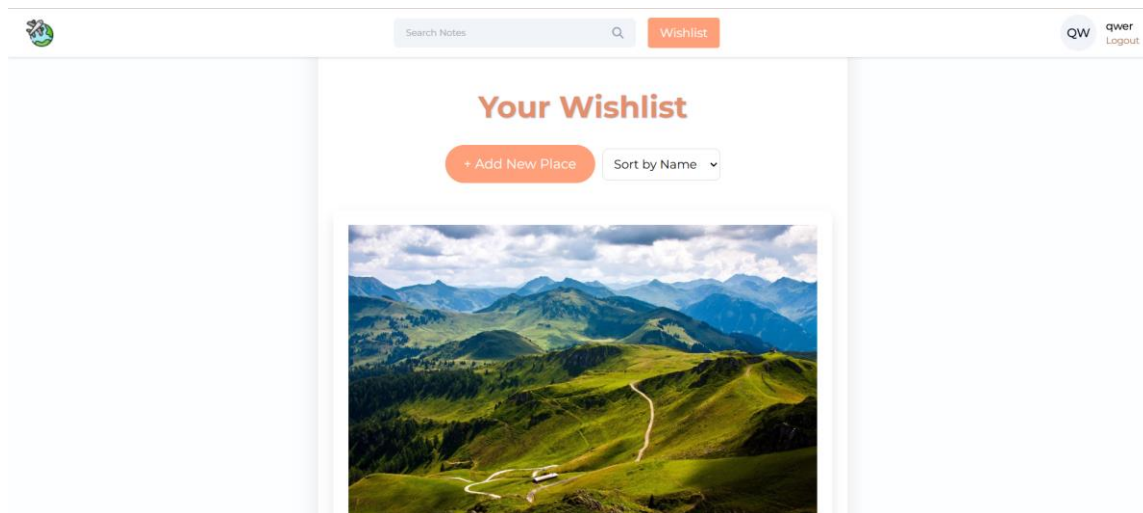 Search Notes
Wishlist
QW
qwer
Logout
Your Wishlist
+ Add New Place
Sort by Name